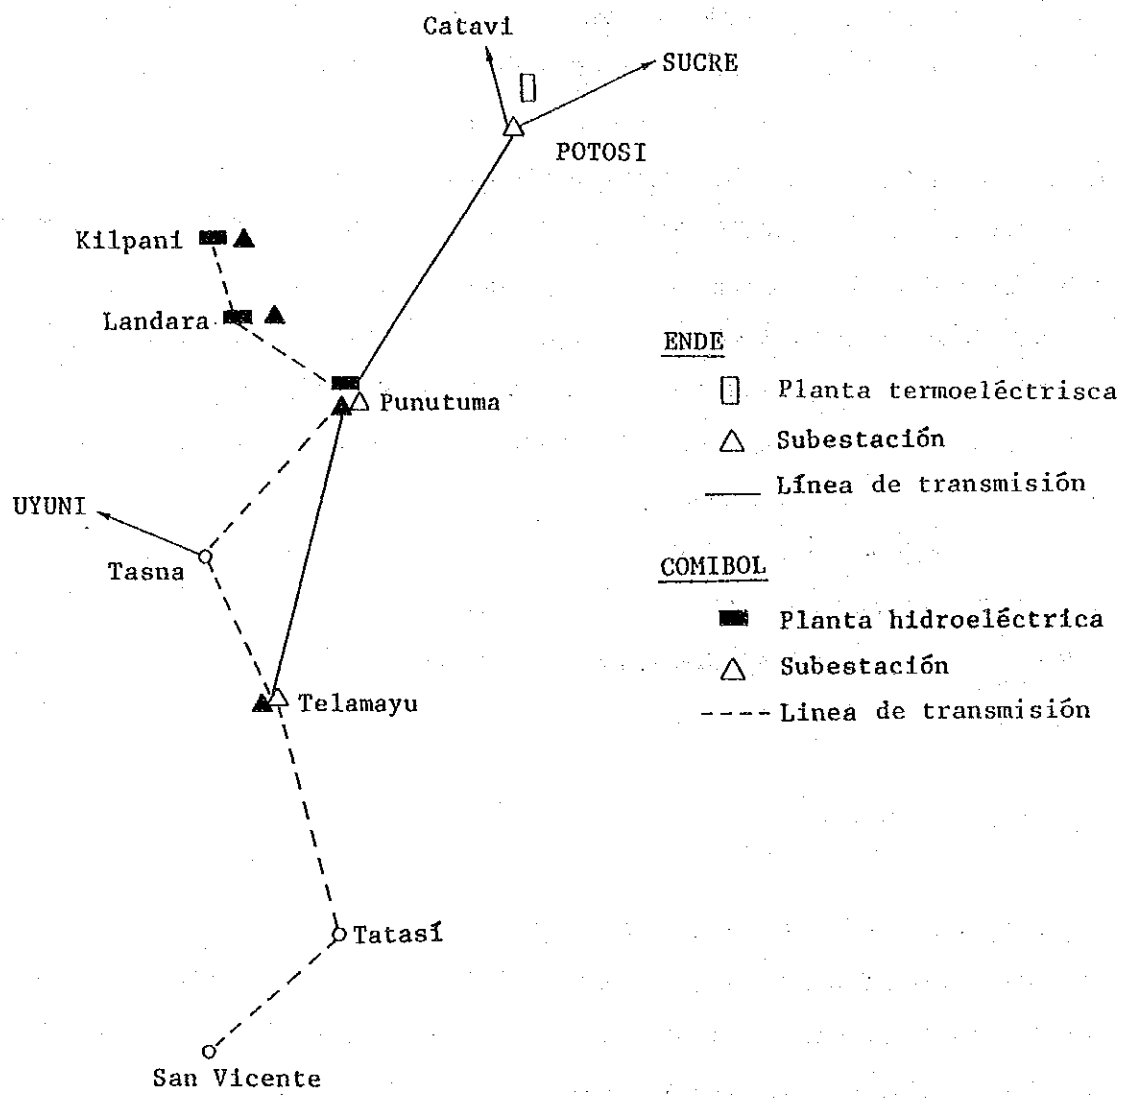 Catavi
SUCRE
POTOSI
Kilpani
Landara
Punutuma
UYUNI
Tasna
Telamayu
Tatasí
San Vicente
ENDE
Planta termoeléctrisca
Subestación
Línea de transmisión
COMIBOL
Planta hidroeléctrica
Subestación
Linea de transmisión